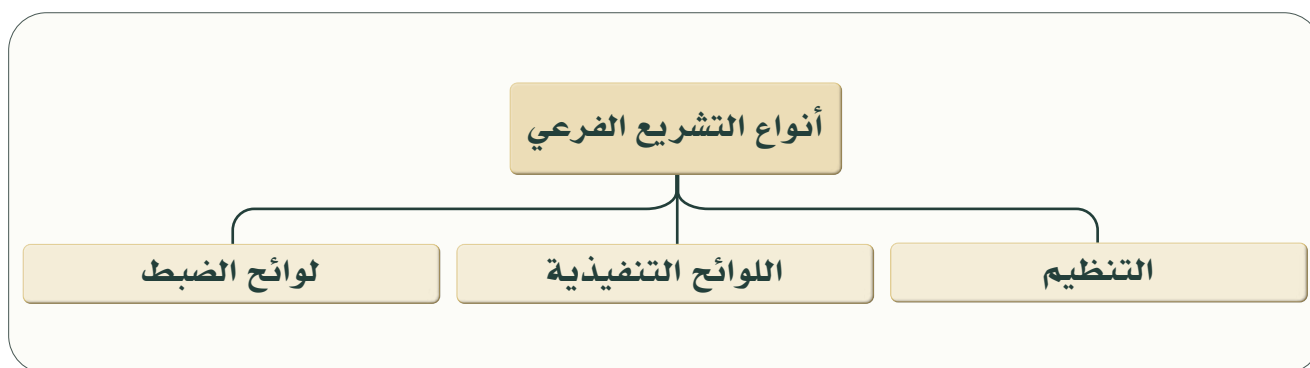 أنواع التشريع الفرعي
التنظيم
اللوائح التنفيذية
لوائح الضبط